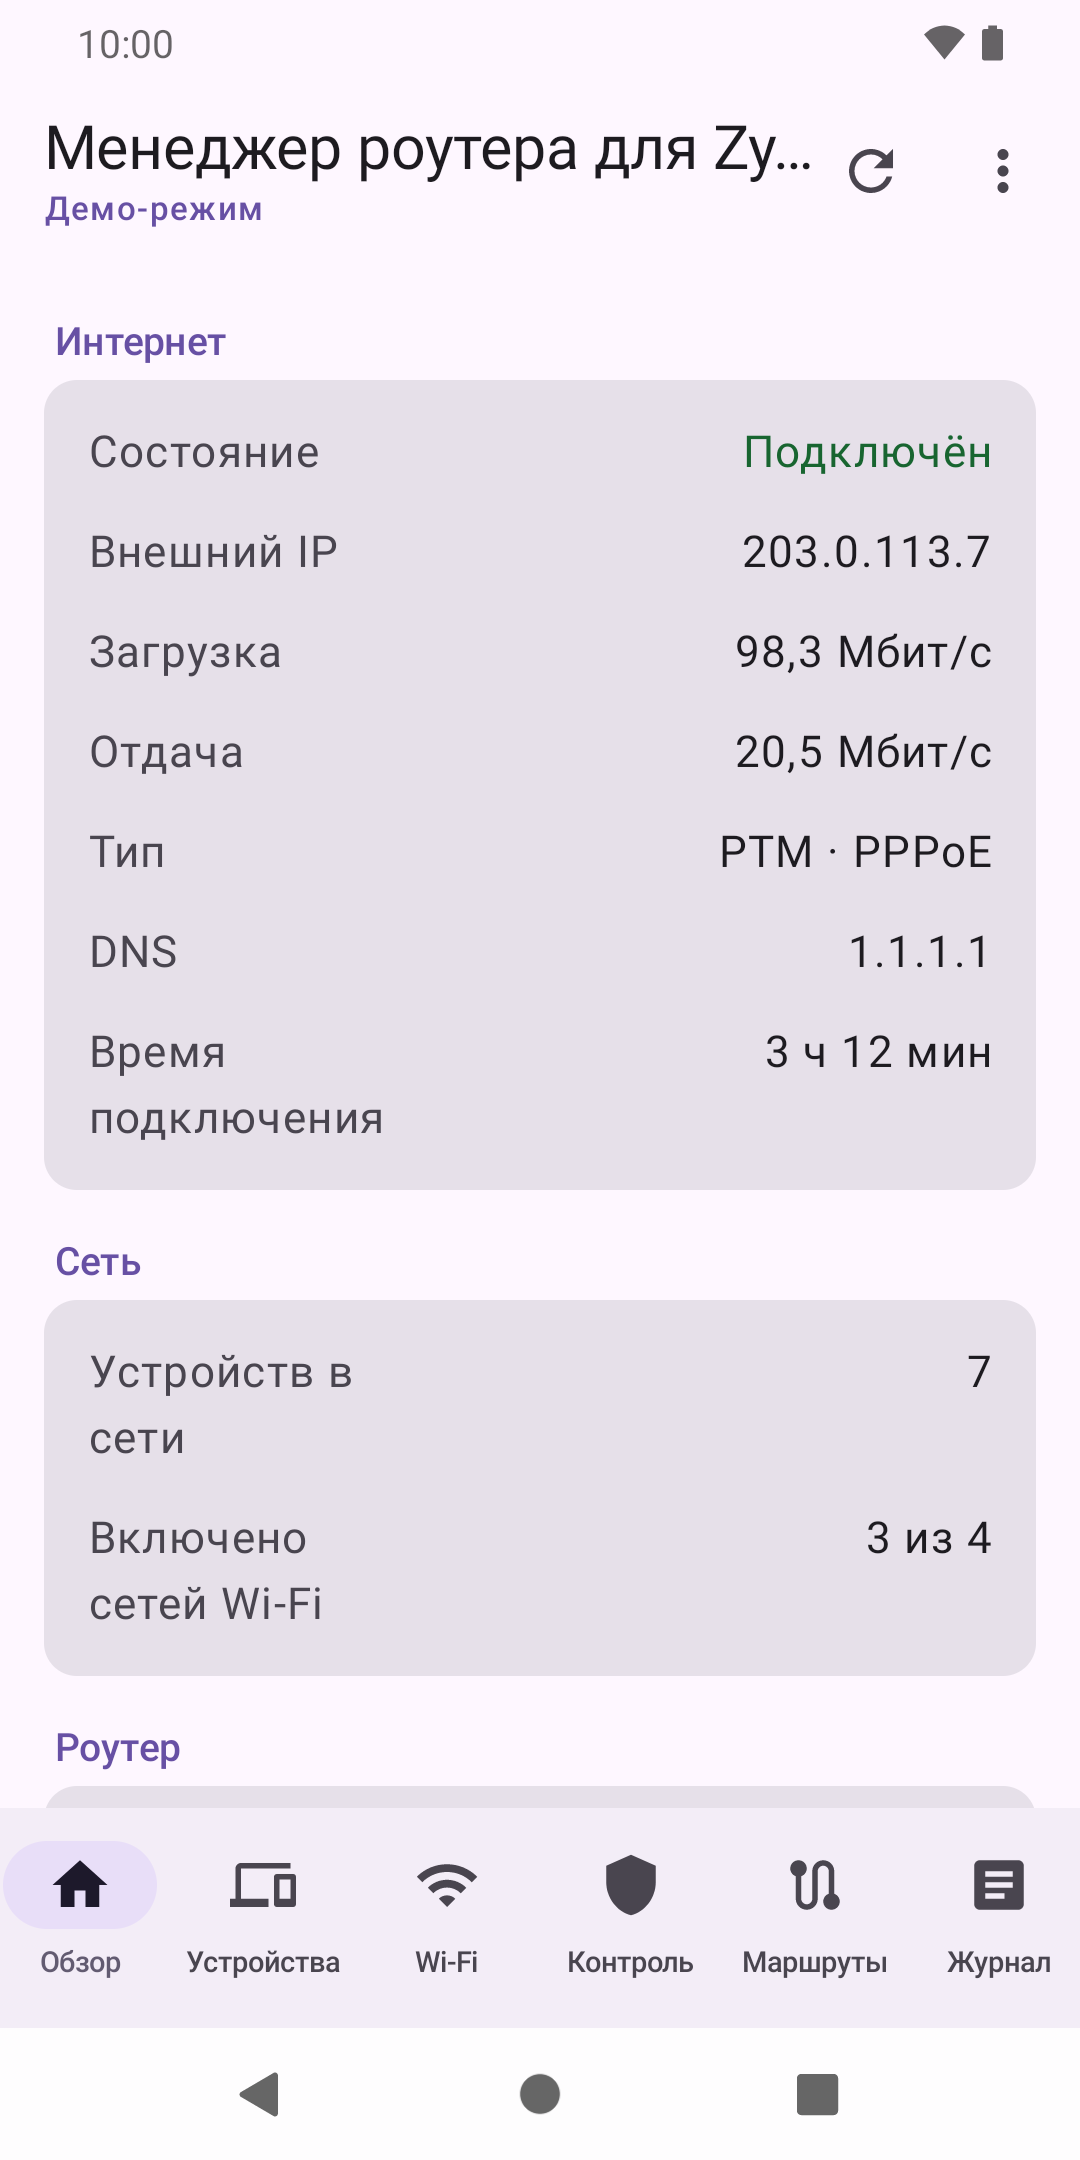 10:00
Менеджер роутера для Zy...
Демо-режим
Интернет
Состояние Подключён
Внешний IP 203.0.113.7
Загрузка 98,3 Мбит/с
Отдача 20,5 Мбит/с
Тип PTM · PPPoE
DNS 1.1.1.1
Время 3 ч 12 мин
подключения
Сеть
Устройств в 7
сети
Включено 3 из 4
сетей Wi-Fi
Роутер
Обзор Устройства Wi-Fi Контроль Маршруты Журнал